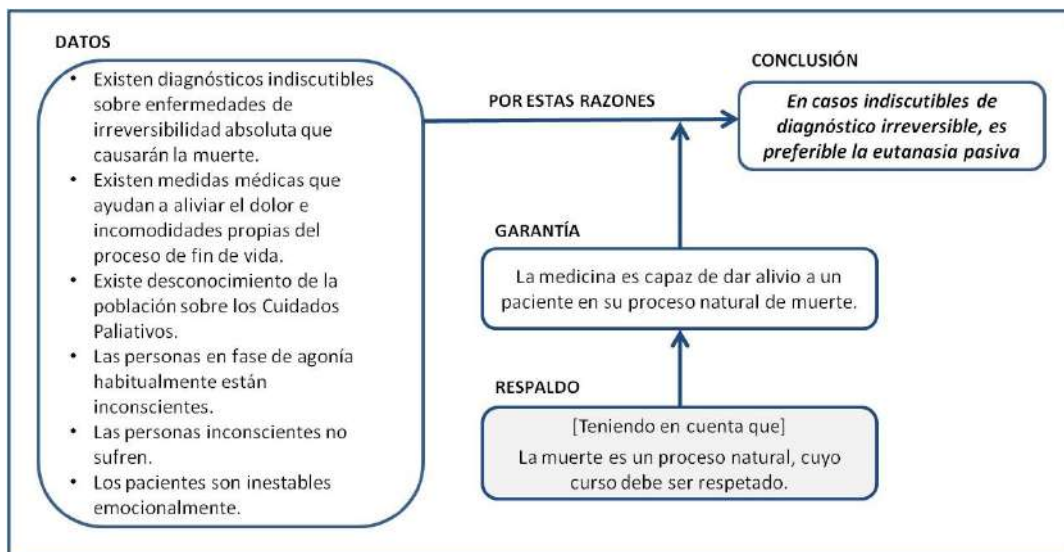 DATOS
• Existen diagnósticos indiscutibles
sobre enfermedades de
irreversibilidad absoluta que
causarán la muerte.
• Existen medidas médicas que
ayudan a aliviar el dolor e
incomodidades propias del
proceso de fin de vida.
• Existe desconocimiento de la
población sobre los Cuidados
Paliativos.
• Las personas en fase de agonía
habitualmente están
inconscientes.
• Las personas inconscientes no
sufren.
• Los pacientes son inestables
emocionalmente.
POR ESTAS RAZONES
CONCLUSIÓN
En casos indiscutibles de
diagnóstico irreversible, es
preferible la eutanasia pasiva
GARANTÍA
La medicina es capaz de dar alivio a un
paciente en su proceso natural de muerte.
RESPALDO
[Teniendo en cuenta que]
La muerte es un proceso natural, cuyo
curso debe ser respetado.